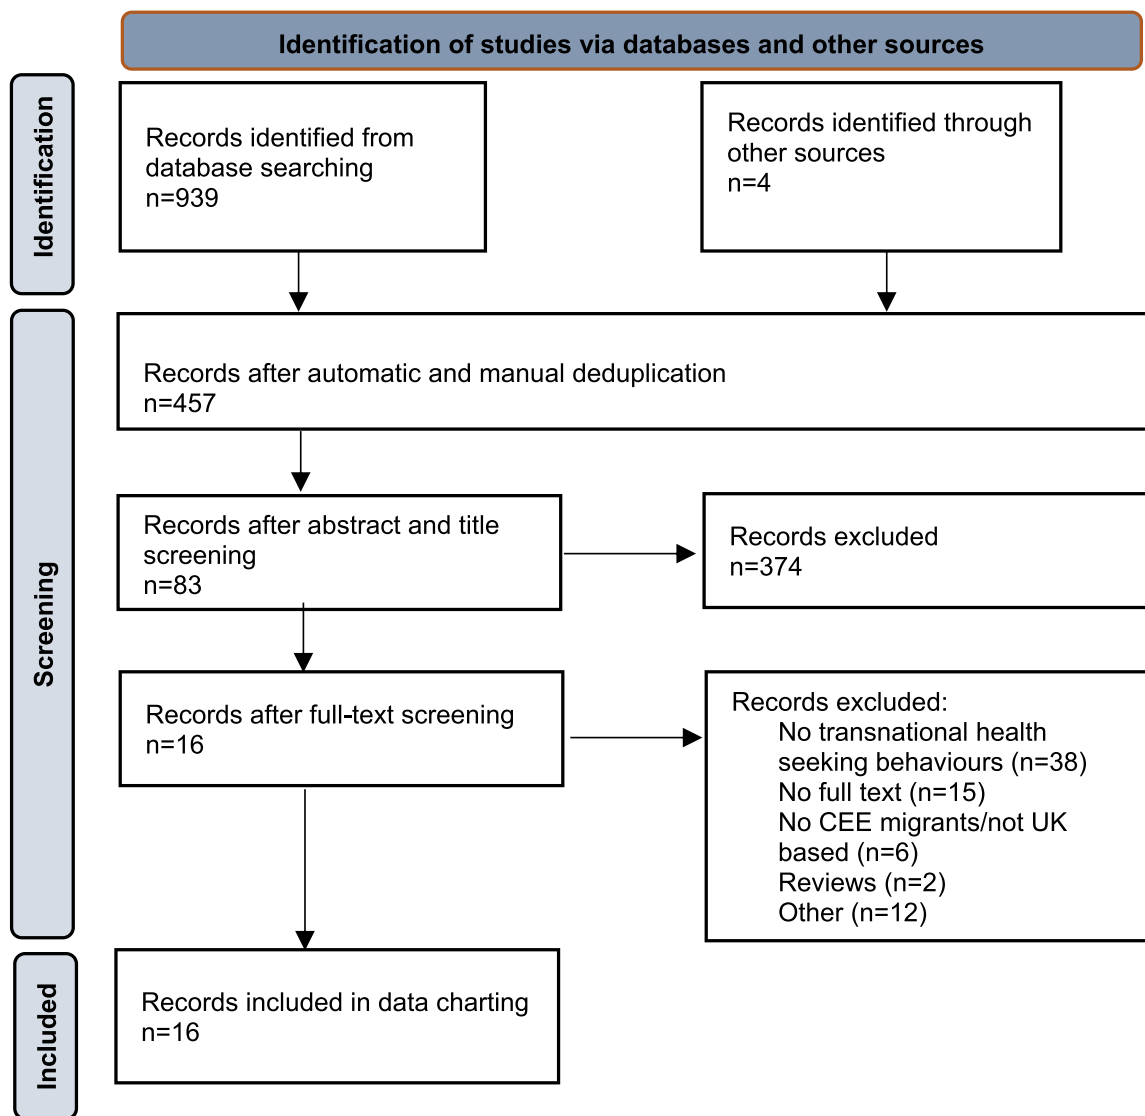 Identification of studies via databases and other sources
Identification
Records identified from
database searching
n=939
Records identified through
other sources
n=4
Screening
Records after automatic and manual deduplication
n=457
Records after abstract and title
screening
n=83
Records excluded
n=374
Records after full-text screening
n=16
Records excluded:
No transnational health
seeking behaviours (n=38)
No full text (n=15)
No CEE migrants/not UK
based (n=6)
Reviews (n=2)
Other (n=12)
Included
Records included in data charting
n=16